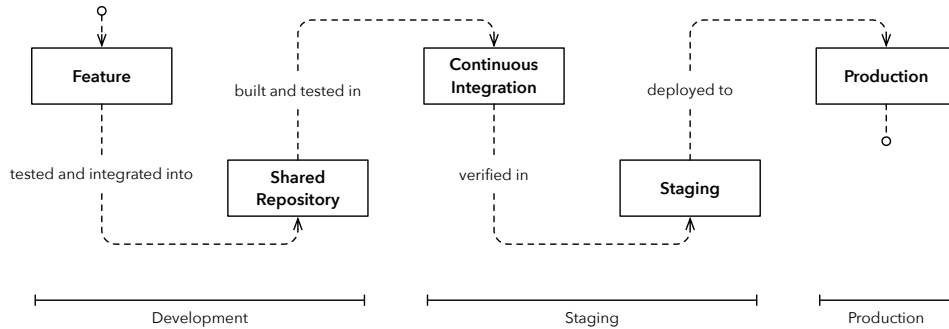 Feature
Continuous
Integration
Production
built and tested in
deployed to
tested and integrated into
Shared
Repository
verified in
Staging
Development
Staging
Production